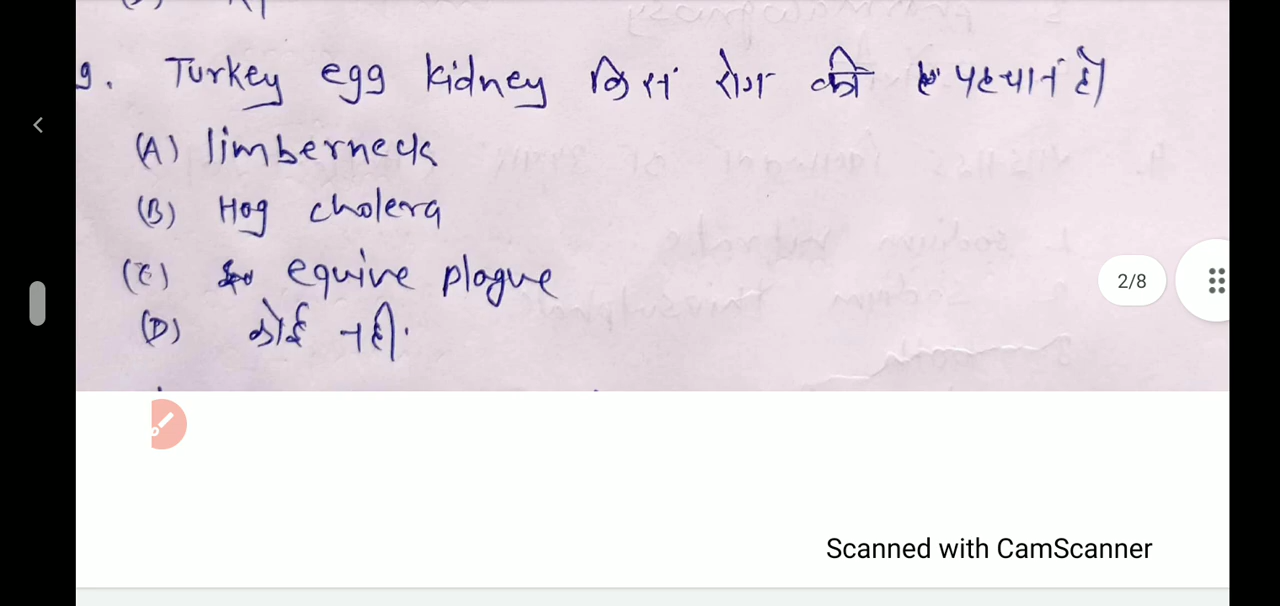 9. Turkey egg kidney किस रोग की पहचान है।
(A) limberneck
(B) Hog cholera
(C) equine plague
(D) कोई नही.
2/8
Scanned with CamScanner